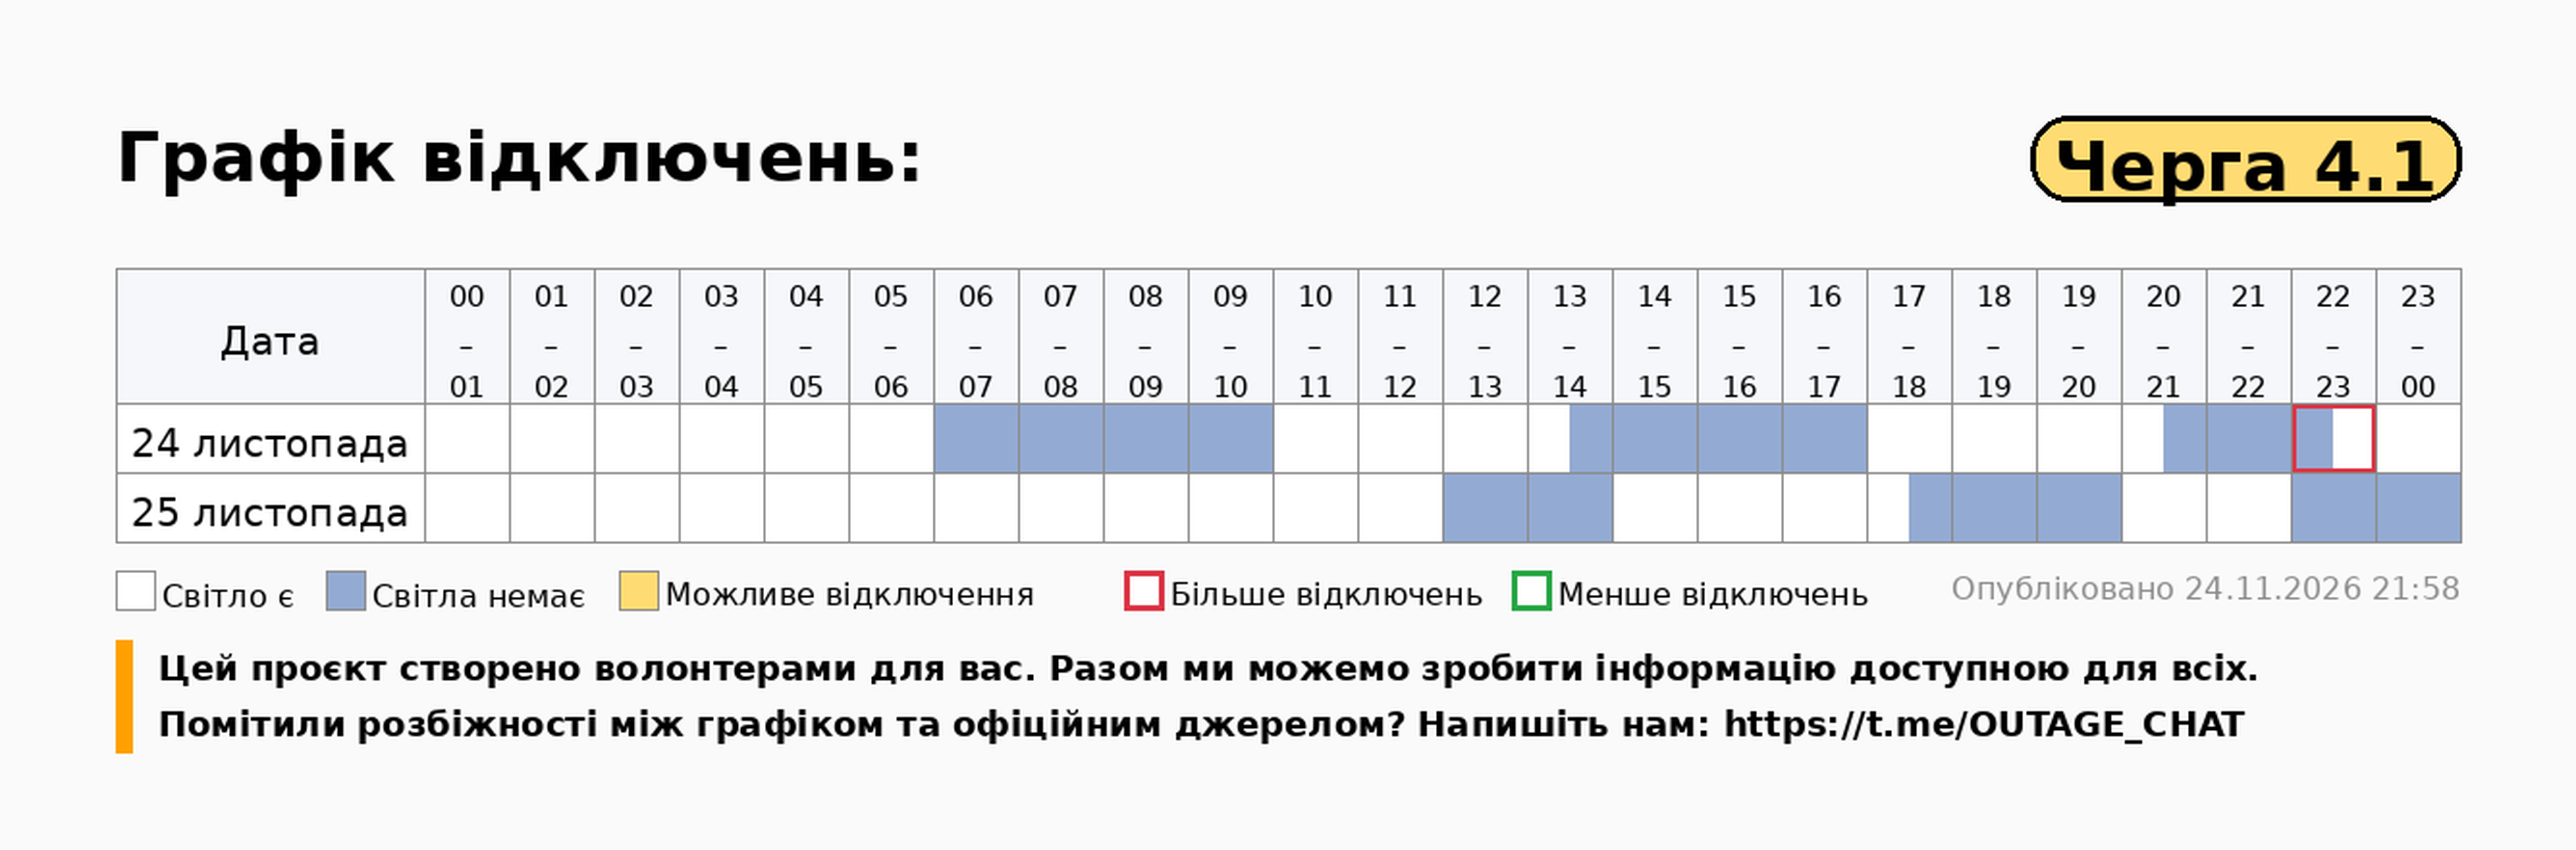 Графік відключень:
Черга 4.1
Дата
00 – 01
01 – 02
02 – 03
03 – 04
04 – 05
05 – 06
06 – 07
07 – 08
08 – 09
09 – 10
10 – 11
11 – 12
12 – 13
13 – 14
14 – 15
15 – 16
16 – 17
17 – 18
18 – 19
19 – 20
20 – 21
21 – 22
22 – 23
23 – 00
24 листопада
25 листопада
Світло є
Світла немає
Можливе відключення
Більше відключень
Менше відключень
Опубліковано 24.11.2026 21:58
Цей проєкт створено волонтерами для вас. Разом ми можемо зробити інформацію доступною для всіх.
Помітили розбіжності між графіком та офіційним джерелом? Напишіть нам: https://t.me/OUTAGE_CHAT